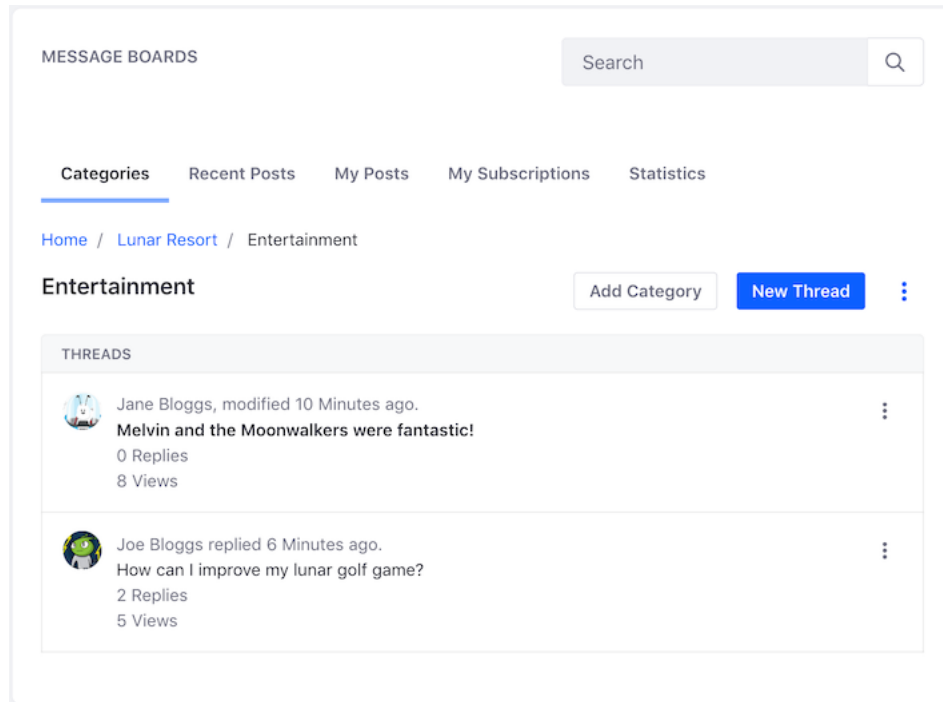 MESSAGE BOARDS
Search
Categories Recent Posts My Posts My Subscriptions Statistics
Home / Lunar Resort / Entertainment
Entertainment
Add Category New Thread
THREADS
Jane Bloggs, modified 10 Minutes ago.
Melvin and the Moonwalkers were fantastic!
0 Replies
8 Views
Joe Bloggs replied 6 Minutes ago.
How can I improve my lunar golf game?
2 Replies
5 Views